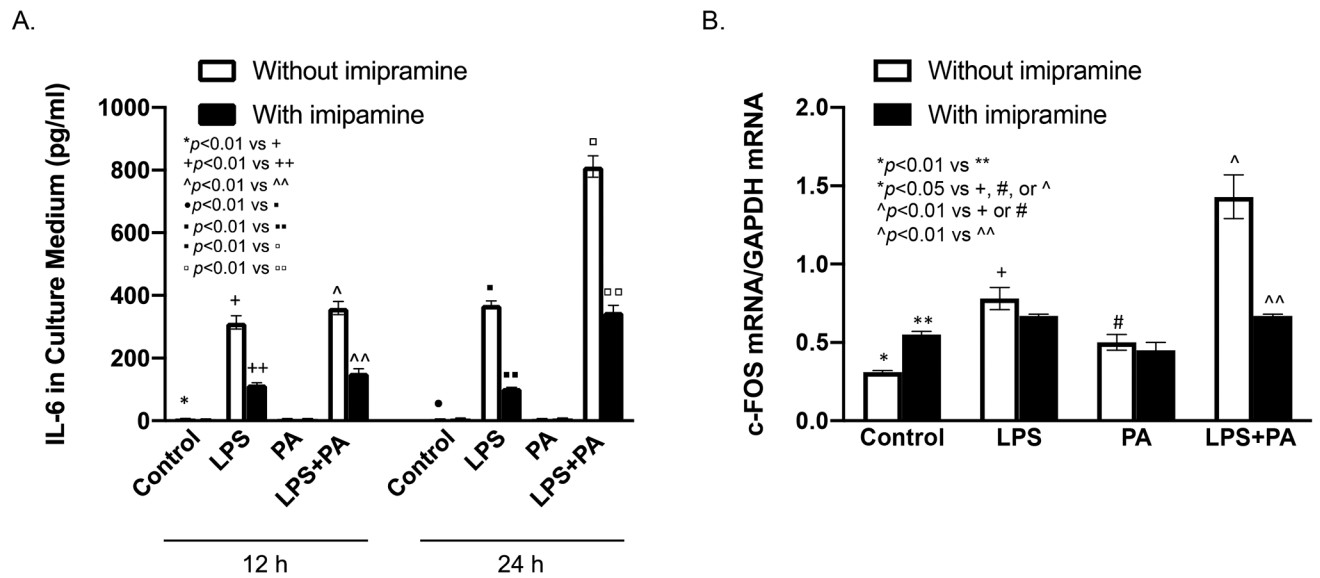 A.
Without imipramine
With imipamine
IL-6 in Culture Medium (pg/ml)
1000
800
600
400
200
0
*p<0.01 vs +
+p<0.01 vs ++
^p<0.01 vs ^^
●p<0.01 vs ▪
▪ p<0.01 vs ▪▪
▪ p<0.01 vs ▫
▫ p<0.01 vs ▫▫
*
+
++
^
^^
●
▪
▪▪
▫
▫▫
Control
LPS
PA
LPS+PA
Control
LPS
PA
LPS+PA
12 h
24 h
B.
Without imipramine
With imipramine
c-FOS mRNA/GAPDH mRNA
2.0
1.5
1.0
0.5
0.0
*p<0.01 vs **
*p<0.05 vs +, #, or ^
^p<0.01 vs + or #
^p<0.01 vs ^^
*
**
+
#
^
^^
Control
LPS
PA
LPS+PA